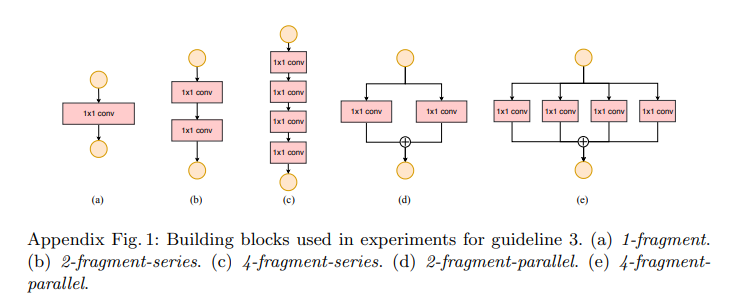 1x1 conv
1x1 conv
1x1 conv
1x1 conv
1x1 conv
1x1 conv
1x1 conv
1x1 conv 1x1 conv
1x1 conv 1x1 conv 1x1 conv 1x1 conv
(a) (b) (c) (d) (e)
Appendix Fig. 1: Building blocks used in experiments for guideline 3. (a) 1-fragment.
(b) 2-fragment-series. (c) 4-fragment-series. (d) 2-fragment-parallel. (e) 4-fragment-
parallel.